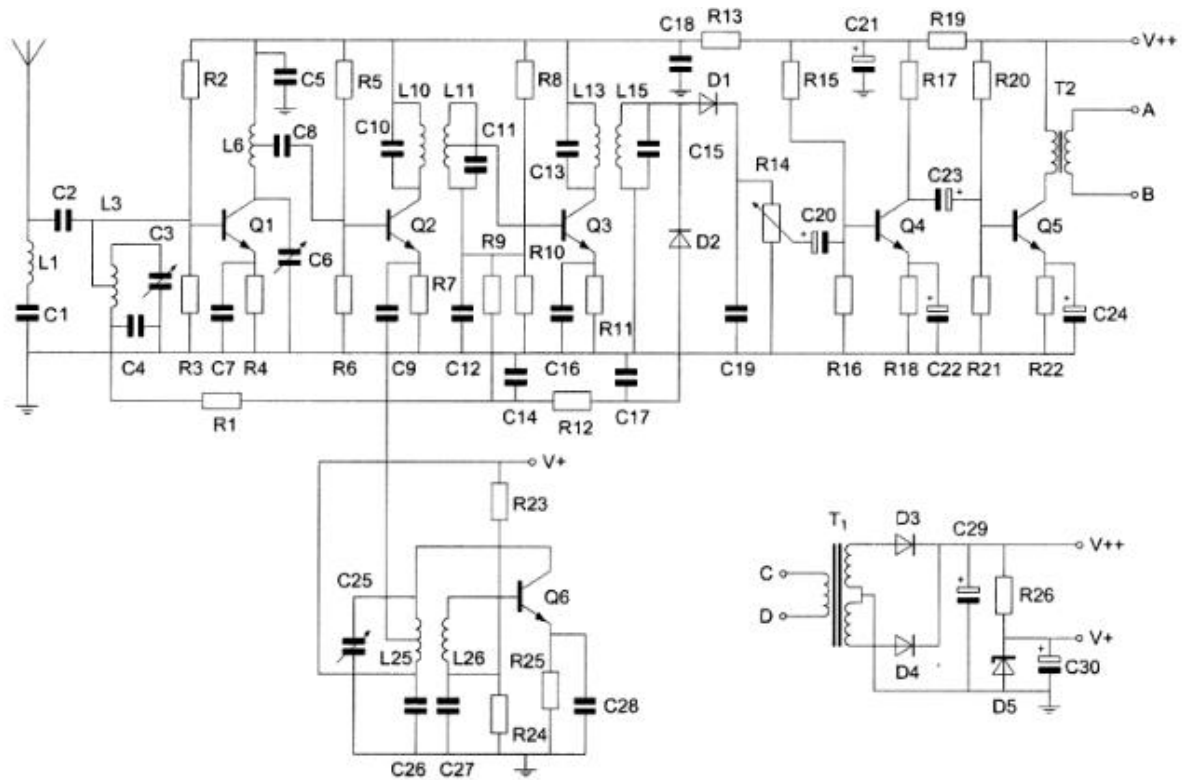 C18 R13 C21 R19
V++
R2 C5 R5 L10 L11 R8 L13 L15 D1 R15 R17 R20 T2
C8 C10 C11 A
L6 C13 C15 R14 C23
C2 L3 C20 B
C3 Q1 Q2 Q3 Q4 Q5
C6 R9 R10 D2
L1 R7
C1 R11 C24
C4 R3 C7 R4 R6 C9 C12 C16 C19 R16 R18 C22 R21 R22
R1 C14 R12 C17
V+
R23
T1 D3 C29 V++
C25 C
Q6 D R26
V+
L25 L26 R25 D4 C30
R24 C28 D5
C26 C27
+
+
+
+
+
+
+